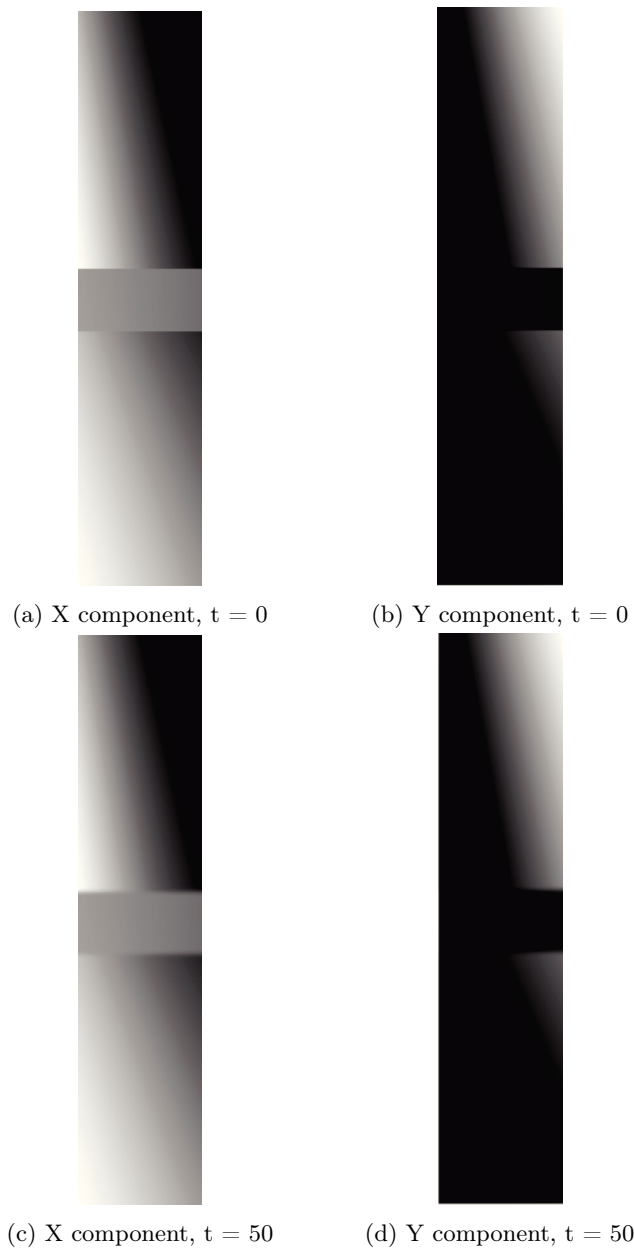 (a) X component, t = 0
(b) Y component, t = 0
(c) X component, t = 50
(d) Y component, t = 50